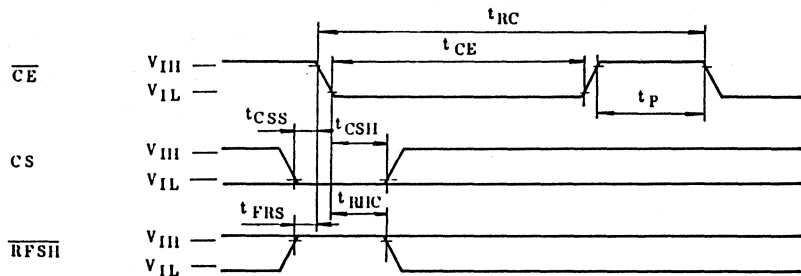 tRC
tCE
CE VIH
VIL
tP
tCSS tCSH
CS VIH
VIL
tFRS tRHC
RFSH VIH
VIL